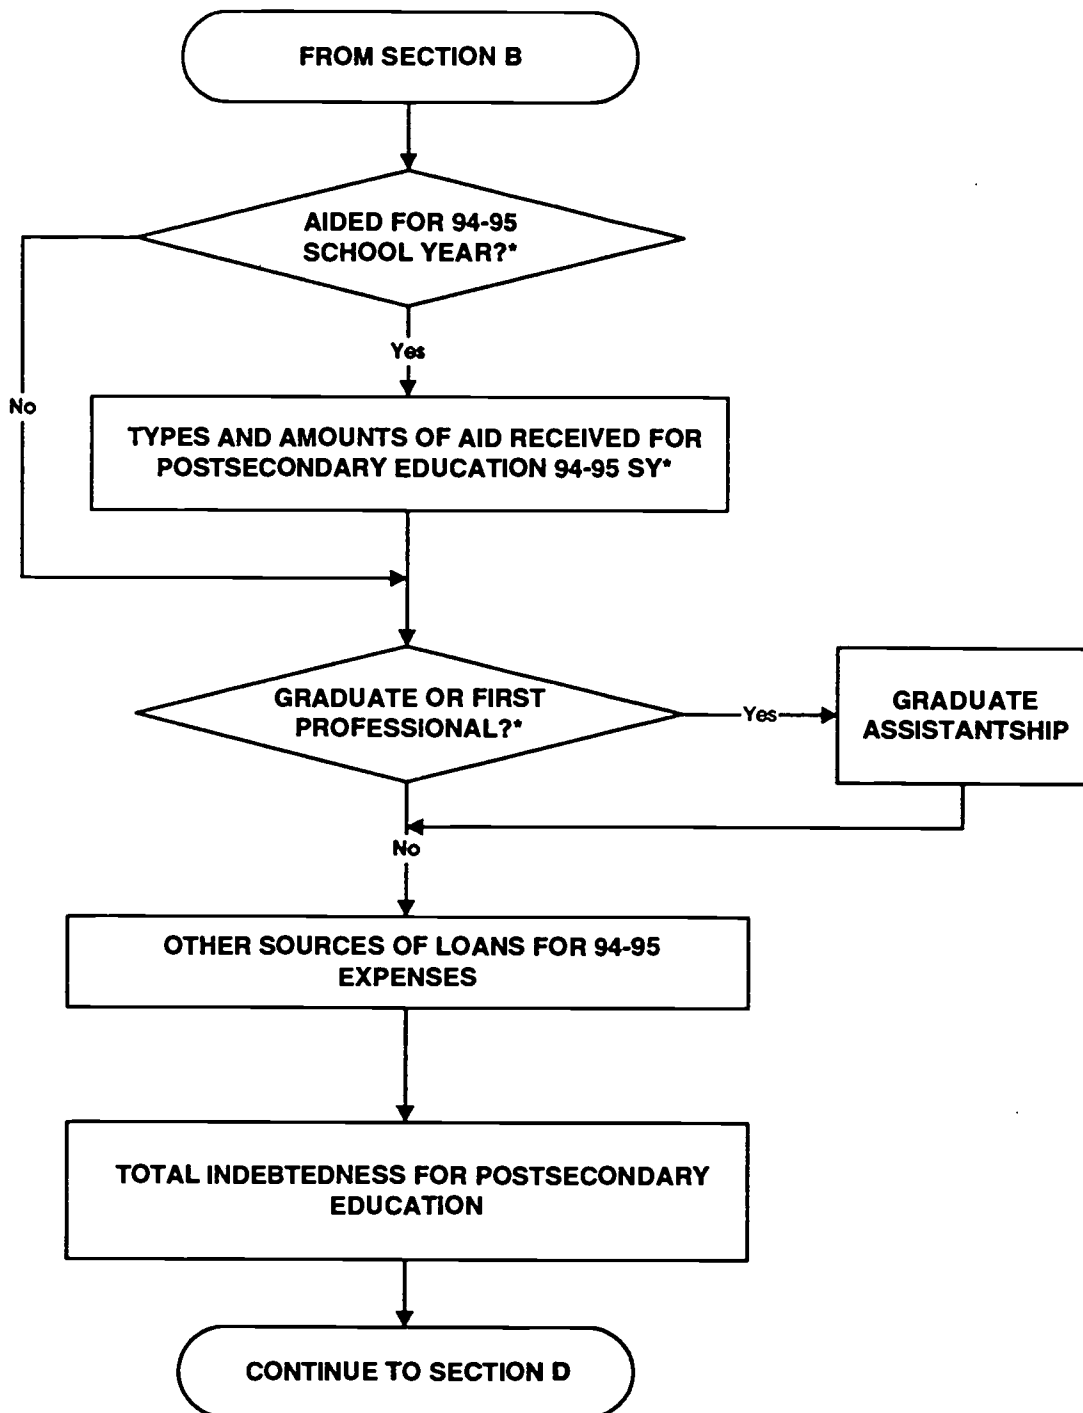 FROM SECTION B
AIDED FOR 94-95
SCHOOL YEAR?*
Yes
No
TYPES AND AMOUNTS OF AID RECEIVED FOR
POSTSECONDARY EDUCATION 94-95 SY*
GRADUATE OR FIRST
PROFESSIONAL?*
Yes
GRADUATE
ASSISTANTSHIP
No
OTHER SOURCES OF LOANS FOR 94-95
EXPENSES
TOTAL INDEBTEDNESS FOR POSTSECONDARY
EDUCATION
CONTINUE TO SECTION D